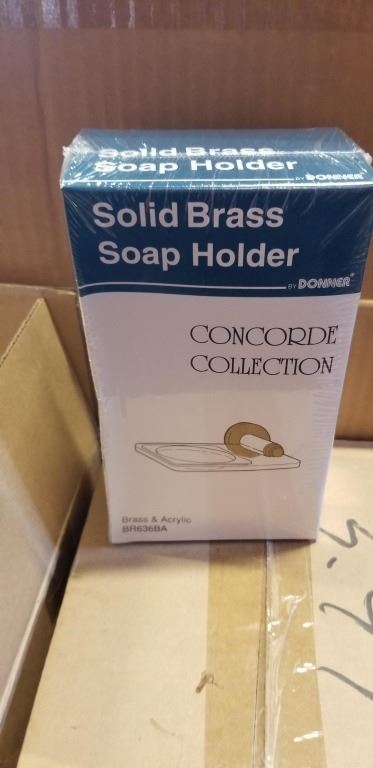 Solid Brass
Soap Holder
BY DONNER
Solid Brass
Soap Holder
BY DONNER®
CONCORDE
COLLECTION
Brass & Acrylic
BR636BA